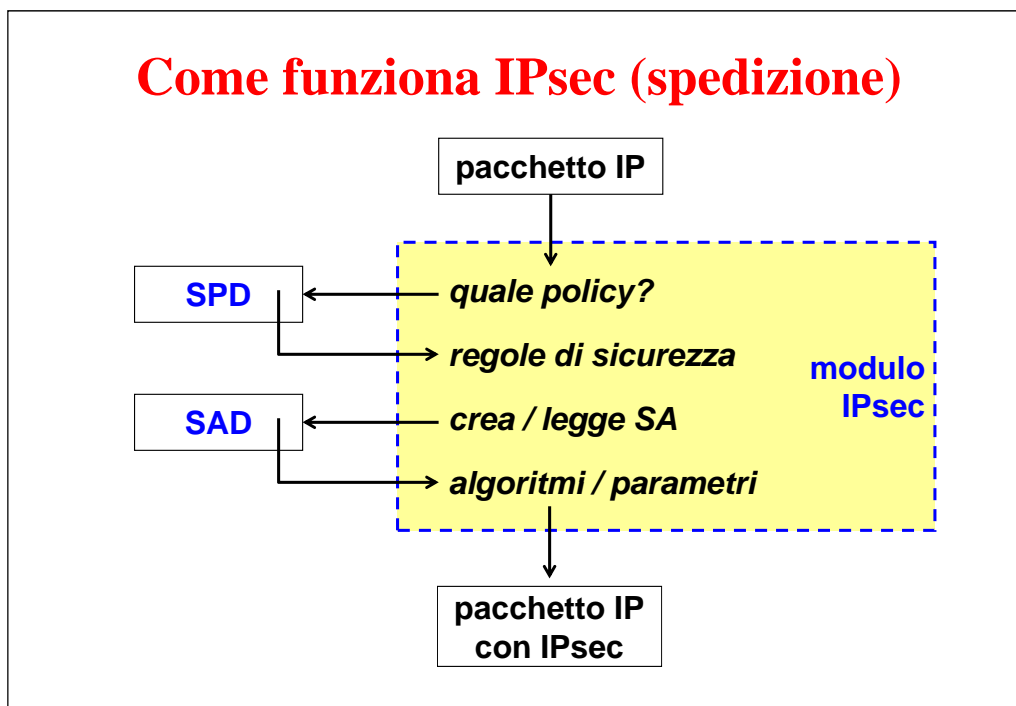 Come funziona IPsec (spedizione)
pacchetto IP
SPD
quale policy?
regole di sicurezza
modulo
IPsec
SAD
crea / legge SA
algoritmi / parametri
pacchetto IP
con IPsec